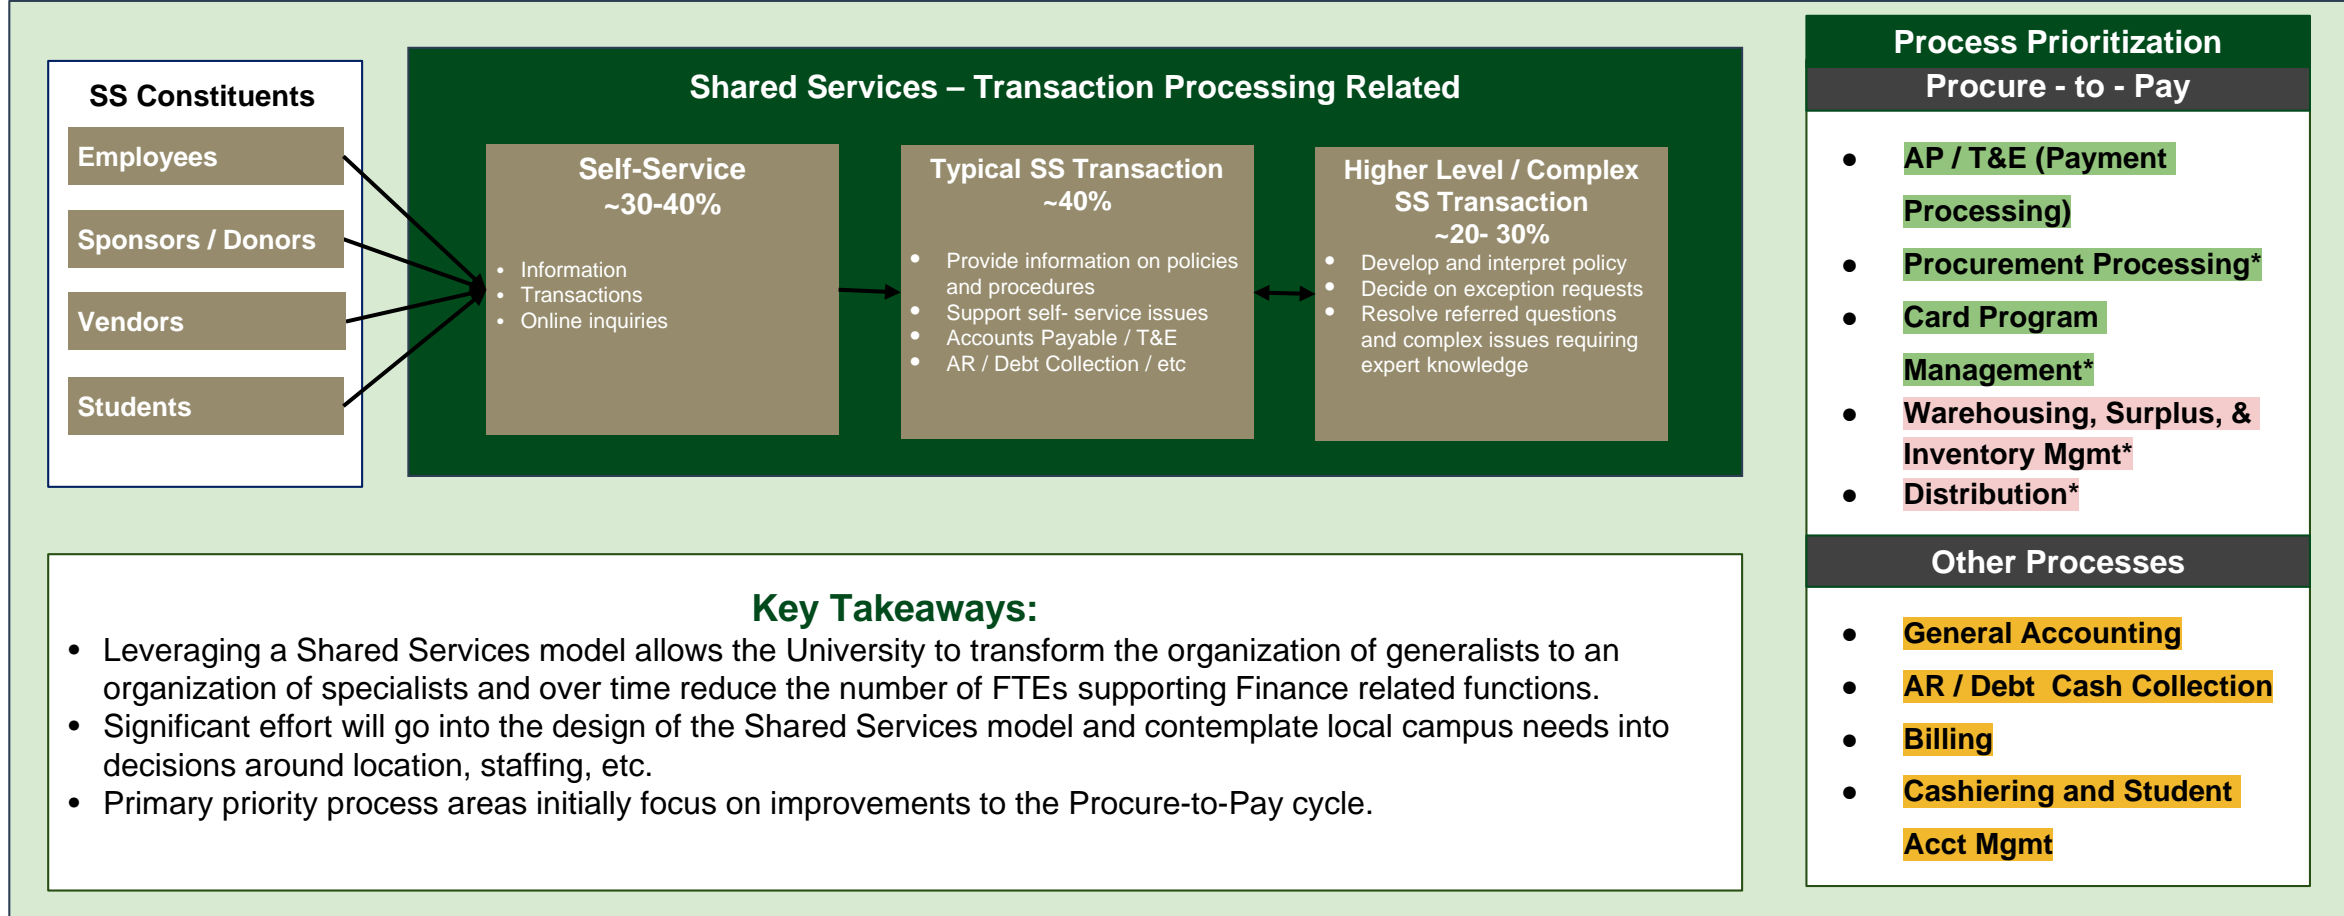 SS Constituents
Employees
Sponsors / Donors
Vendors
Students
Shared Services – Transaction Processing Related
Self-Service
~30-40%
• Information
• Transactions
• Online inquiries
Typical SS Transaction
~40%
• Provide information on policies
and procedures
• Support self- service issues
• Accounts Payable / T&E
• AR / Debt Collection / etc
Higher Level / Complex
SS Transaction
~20- 30%
• Develop and interpret policy
• Decide on exception requests
• Resolve referred questions
and complex issues requiring
expert knowledge
Key Takeaways:
• Leveraging a Shared Services model allows the University to transform the organization of generalists to an
organization of specialists and over time reduce the number of FTEs supporting Finance related functions.
• Significant effort will go into the design of the Shared Services model and contemplate local campus needs into
decisions around location, staffing, etc.
• Primary priority process areas initially focus on improvements to the Procure-to-Pay cycle.
Process Prioritization
Procure - to - Pay
• AP / T&E (Payment
Processing)
• Procurement Processing*
• Card Program
Management*
• Warehousing, Surplus, &
Inventory Mgmt*
• Distribution*
Other Processes
• General Accounting
• AR / Debt  Cash Collection
• Billing
• Cashiering and Student
Acct Mgmt